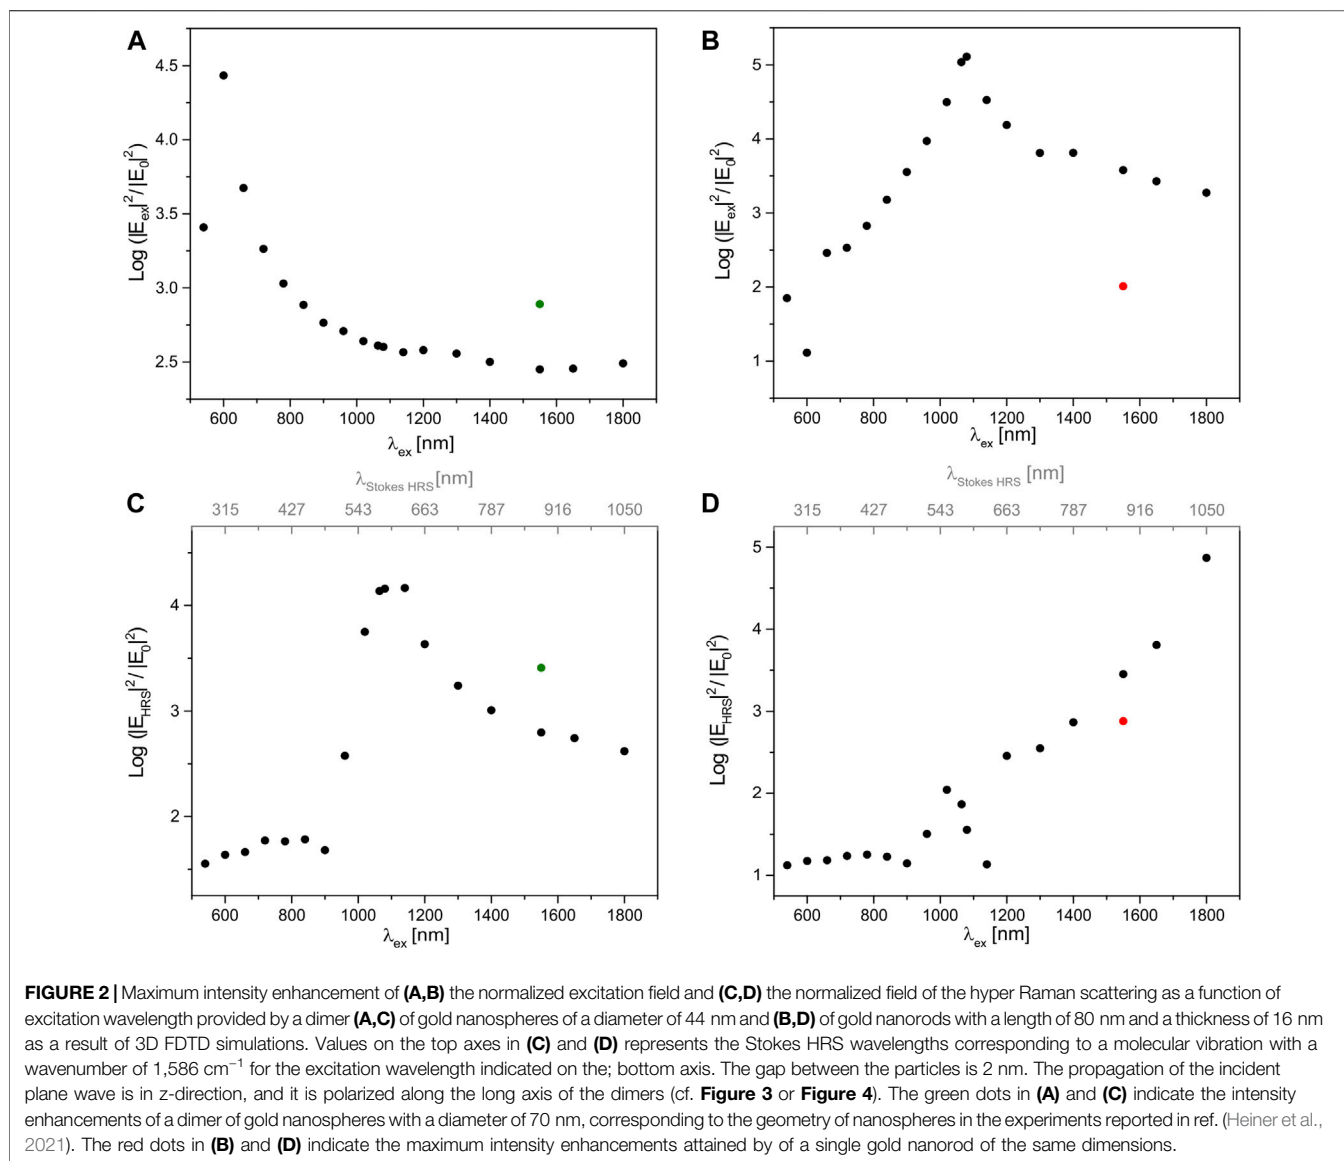 A
4.5
4.0
3.5
3.0
2.5
Log (|E_ex|²/|E_0|²)
600 800 1000 1200 1400 1600 1800
λ_ex [nm]
B
5
4
3
2
1
Log (|E_ex|²/|E_0|²)
600 800 1000 1200 1400 1600 1800
λ_ex [nm]
C
λ_Stokes HRS [nm]
315 427 543 663 787 916 1050
4
3
2
Log (|E_HRS|²/|E_0|²)
600 800 1000 1200 1400 1600 1800
λ_ex [nm]
D
λ_Stokes HRS [nm]
315 427 543 663 787 916 1050
5
4
3
2
1
Log (|E_HRS|²/|E_0|²)
600 800 1000 1200 1400 1600 1800
λ_ex [nm]
FIGURE 2 | Maximum intensity enhancement of (A,B) the normalized excitation field and (C,D) the normalized field of the hyper Raman scattering as a function of
excitation wavelength provided by a dimer (A,C) of gold nanospheres of a diameter of 44 nm and (B,D) of gold nanorods with a length of 80 nm and a thickness of 16 nm
as a result of 3D FDTD simulations. Values on the top axes in (C) and (D) represents the Stokes HRS wavelengths corresponding to a molecular vibration with a
wavenumber of 1,586 cm⁻¹ for the excitation wavelength indicated on the; bottom axis. The gap between the particles is 2 nm. The propagation of the incident
plane wave is in z-direction, and it is polarized along the long axis of the dimers (cf. Figure 3 or Figure 4). The green dots in (A) and (C) indicate the intensity
enhancements of a dimer of gold nanospheres with a diameter of 70 nm, corresponding to the geometry of nanospheres in the experiments reported in ref. (Heiner et al.,
2021). The red dots in (B) and (D) indicate the maximum intensity enhancements attained by of a single gold nanorod of the same dimensions.